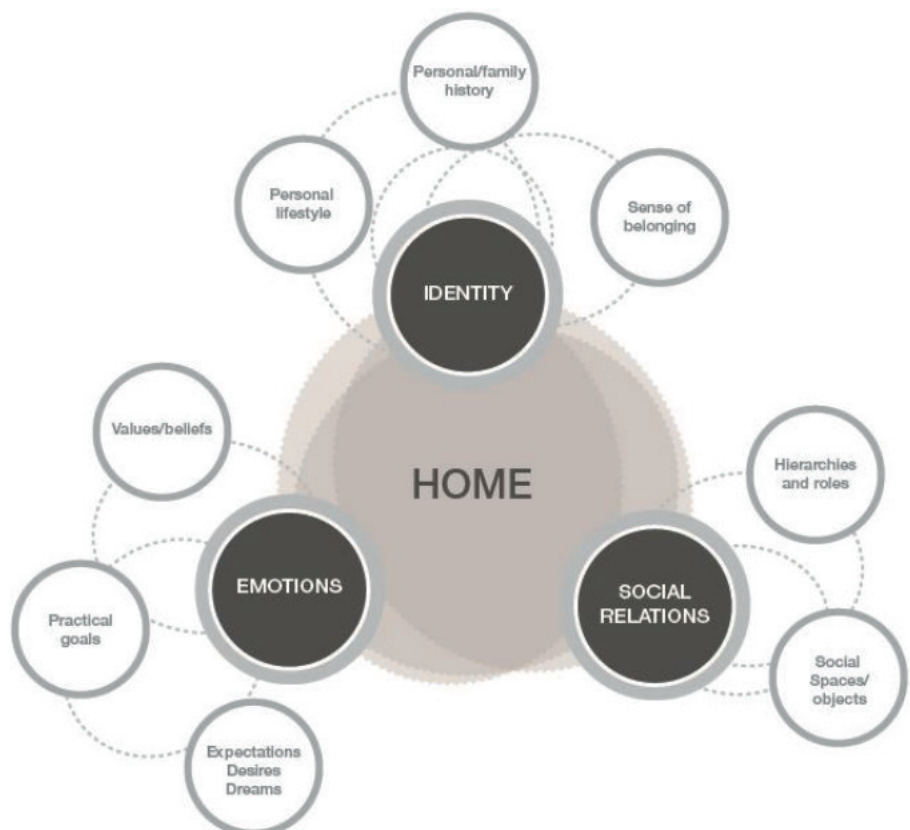 Personal/family
history
Personal
lifestyle
Sense of
belonging
IDENTITY
Values/beliefs
HOME
Hierarchies
and roles
EMOTIONS
SOCIAL
RELATIONS
Practical
goals
Social
Spaces/
objects
Expectations
Desires
Dreams